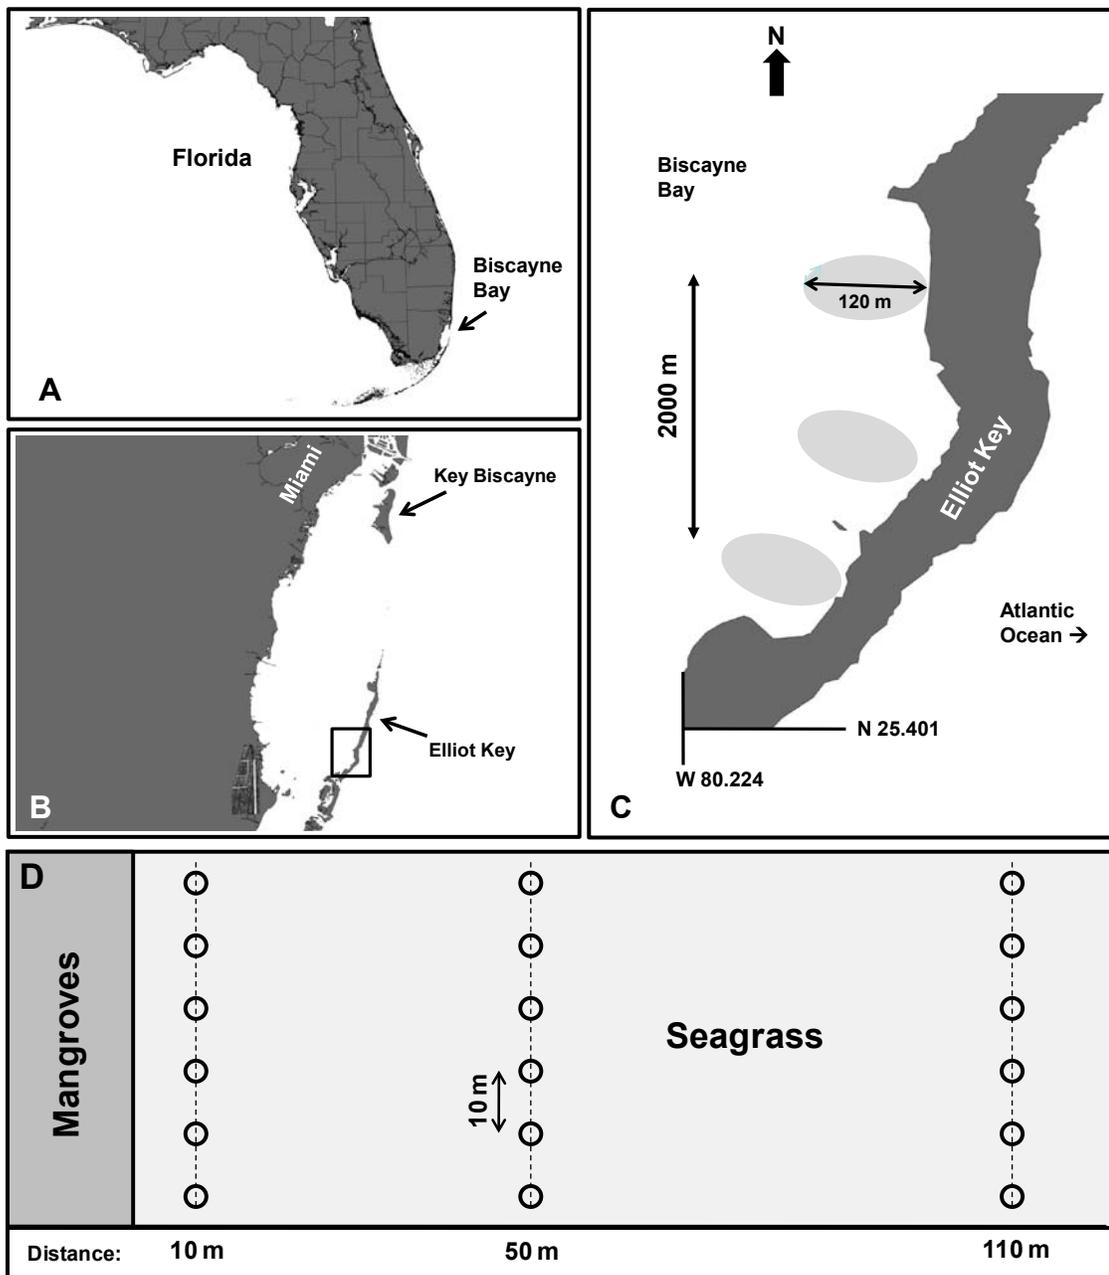 Florida
Biscayne
Bay
A
Miami
Key Biscayne
Elliot Key
B
N
Biscayne
Bay
120 m
2000 m
Elliot Key
Atlantic
Ocean →
N 25.401
W 80.224
C
D
Mangroves
Seagrass
10 m
Distance:
10 m
50 m
110 m